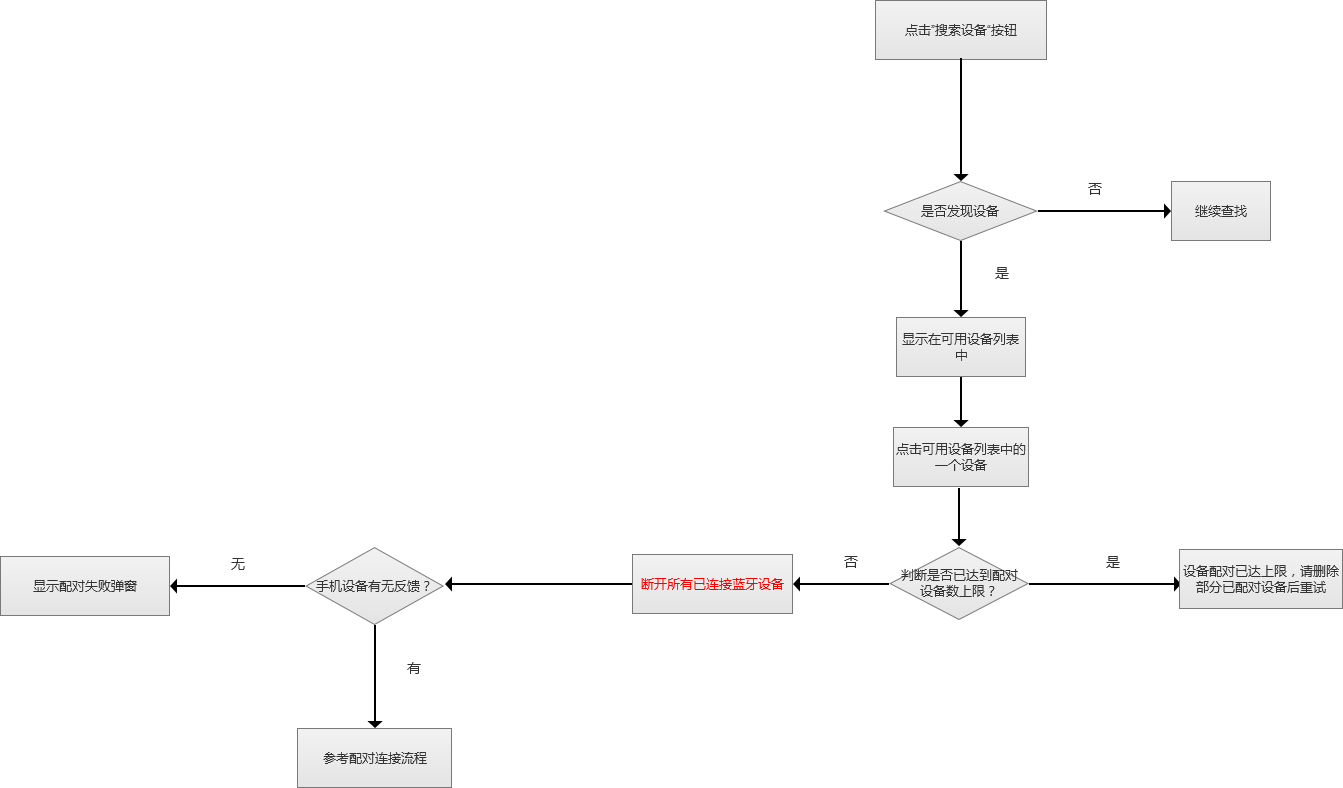 点击”搜索设备“按钮
是否发现设备
否
继续查找
是
显示在可用设备列表
中
点击可用设备列表中的
一个设备
判断是否已达到配对
设备数上限？
是
设备配对已达上限，请删除
部分已配对设备后重试
否
断开所有已连接蓝牙设备
手机设备有无反馈？
无
显示配对失败弹窗
有
参考配对连接流程